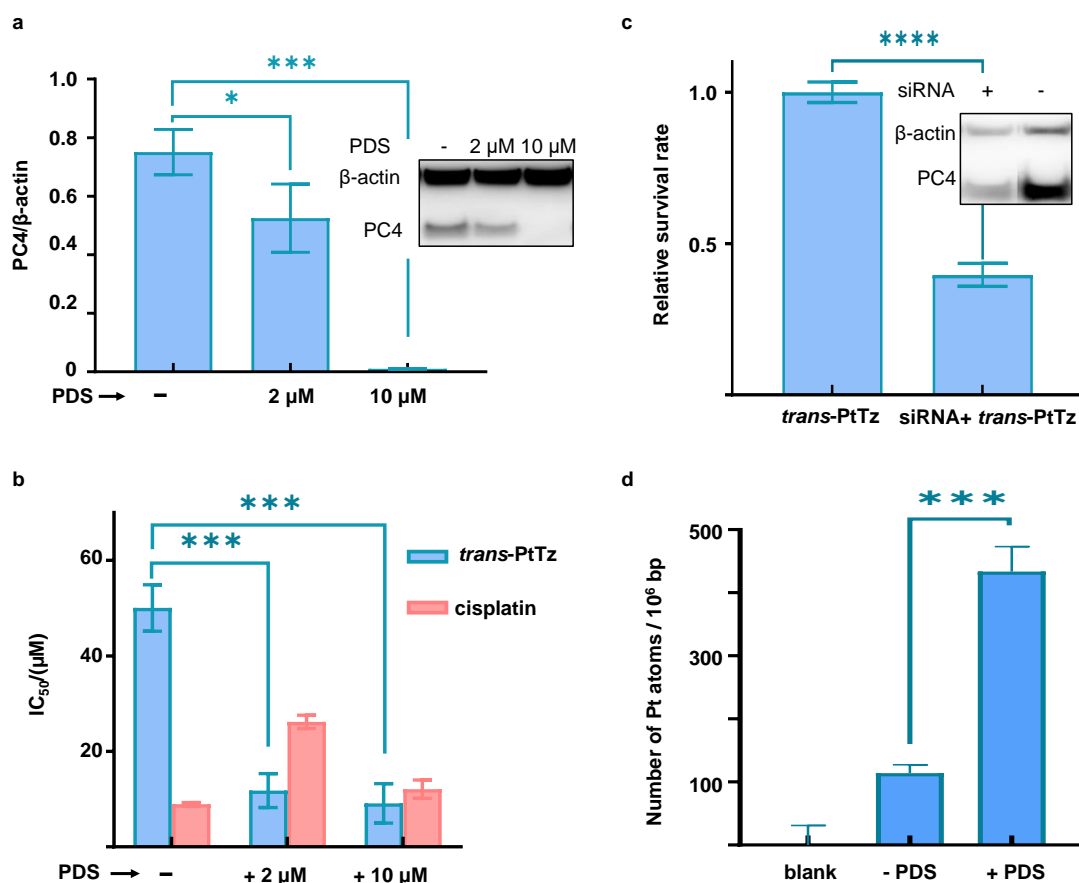 a
***
*
1.0
0.8
0.6
0.4
0.2
0
PC4/β-actin
PDS - 2 µM 10 µM
β-actin
PC4
PDS → – 2 µM 10 µM
c
****
1.0
0.5
Relative survival rate
siRNA + -
β-actin
PC4
trans-PtTz siRNA+ trans-PtTz
b
***
***
60
40
20
IC50/(µM)
trans-PtTz
cisplatin
PDS → – + 2 µM + 10 µM
d
***
500
300
100
Number of Pt atoms / 10⁶ bp
blank - PDS + PDS